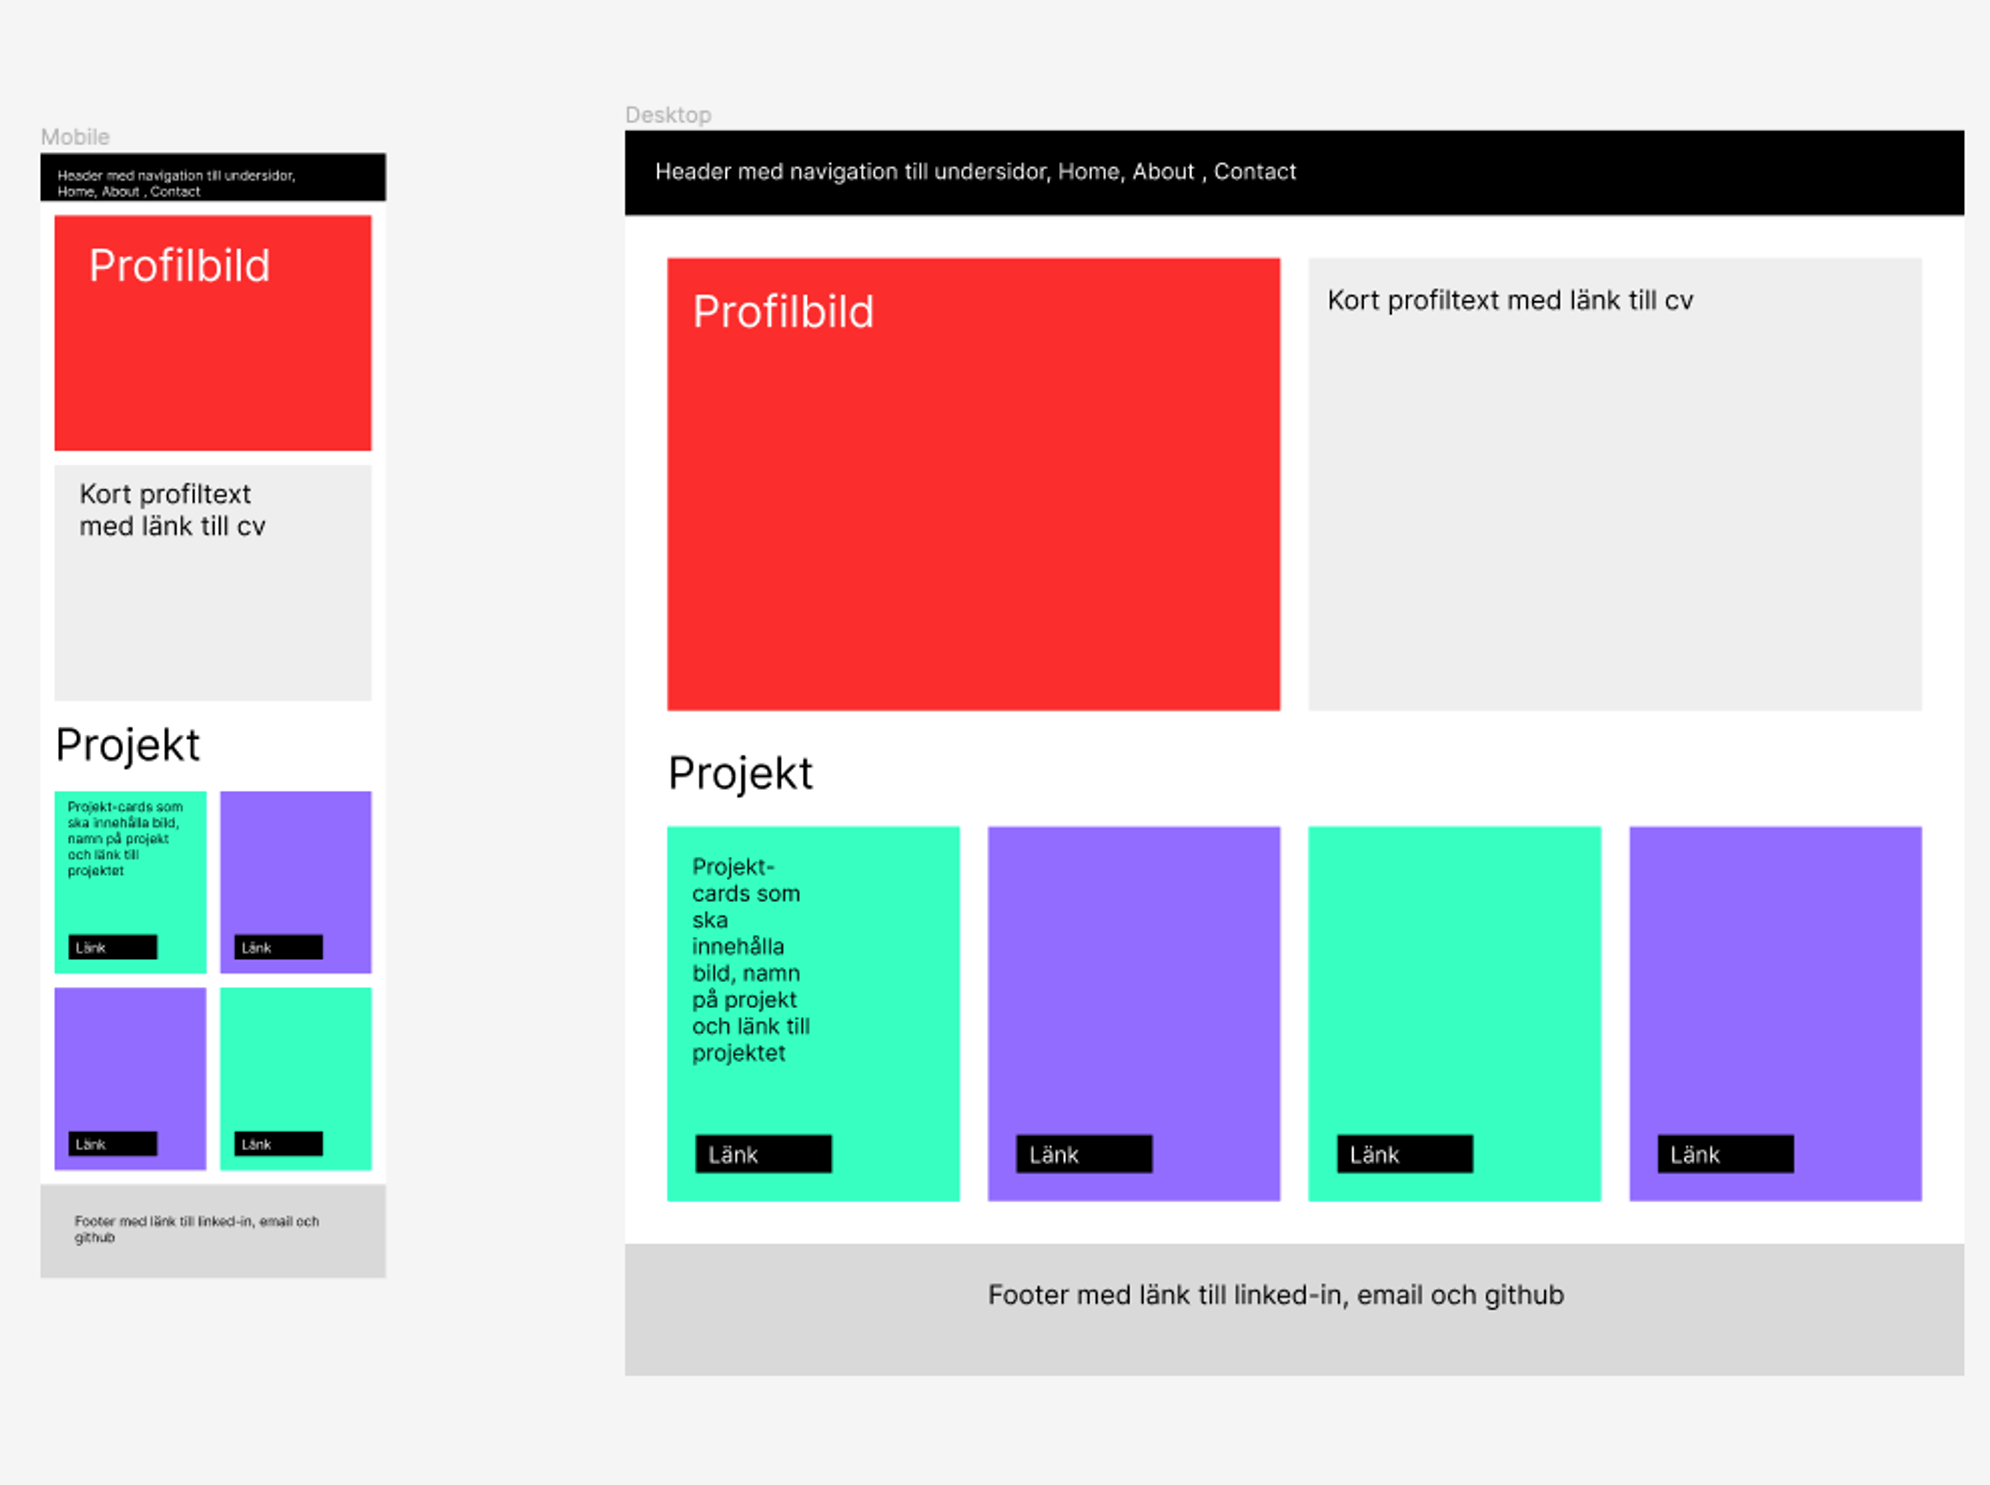 Mobile
Header med navigation till undersidor,
Home, About , Contact
Profilbild
Kort profiltext
med länk till cv
Projekt
Projekt-cards som
ska innehålla bild,
namn på projekt
och länk till
projektet
Länk
Länk
Länk
Länk
Footer med länk till linked-in, email och
github
Desktop
Header med navigation till undersidor, Home, About , Contact
Profilbild
Kort profiltext med länk till cv
Projekt
Projekt-
cards som
ska
innehålla
bild, namn
på projekt
och länk till
projektet
Länk
Länk
Länk
Länk
Footer med länk till linked-in, email och github